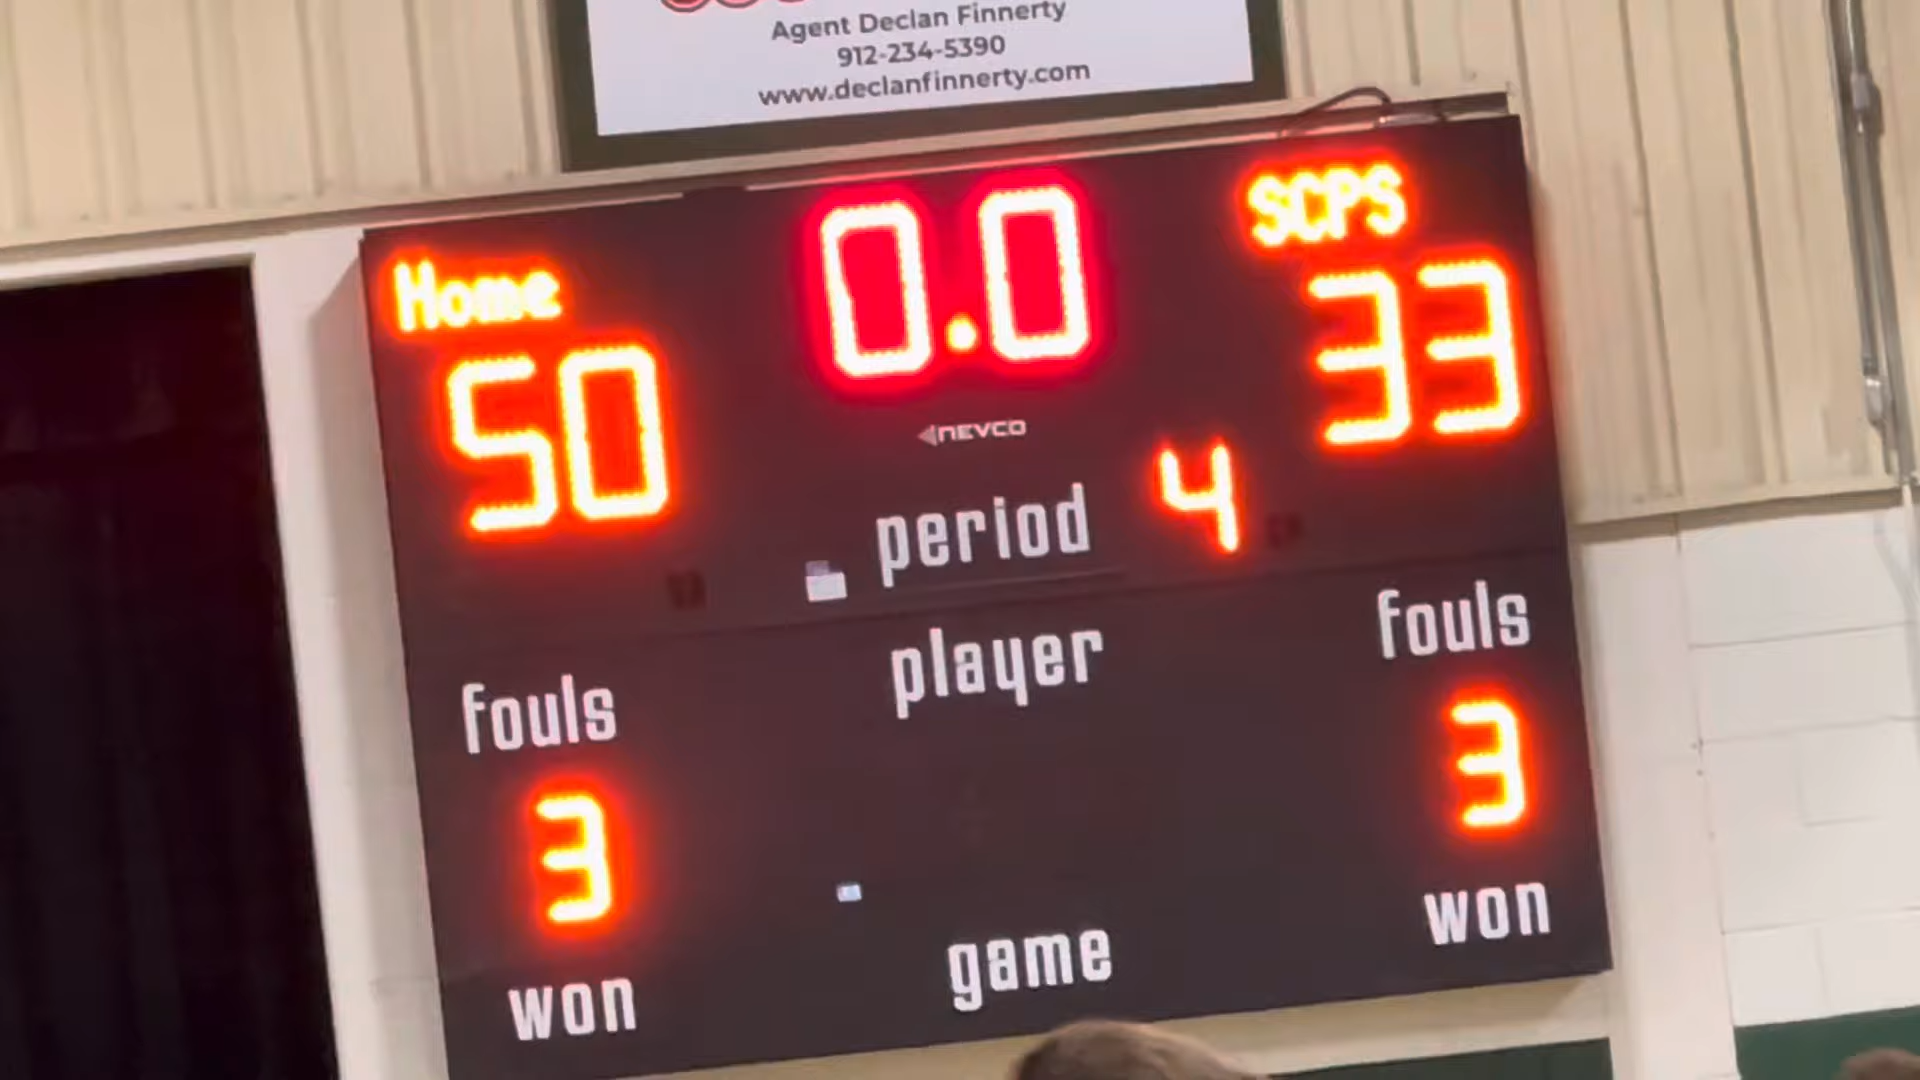 Agent Declan Finnerty
912-234-5390
www.declanfinnerty.com
Home 0.0 SCPS
50 33
NEVCO
period 4
player
fouls fouls
3 3
game
won won